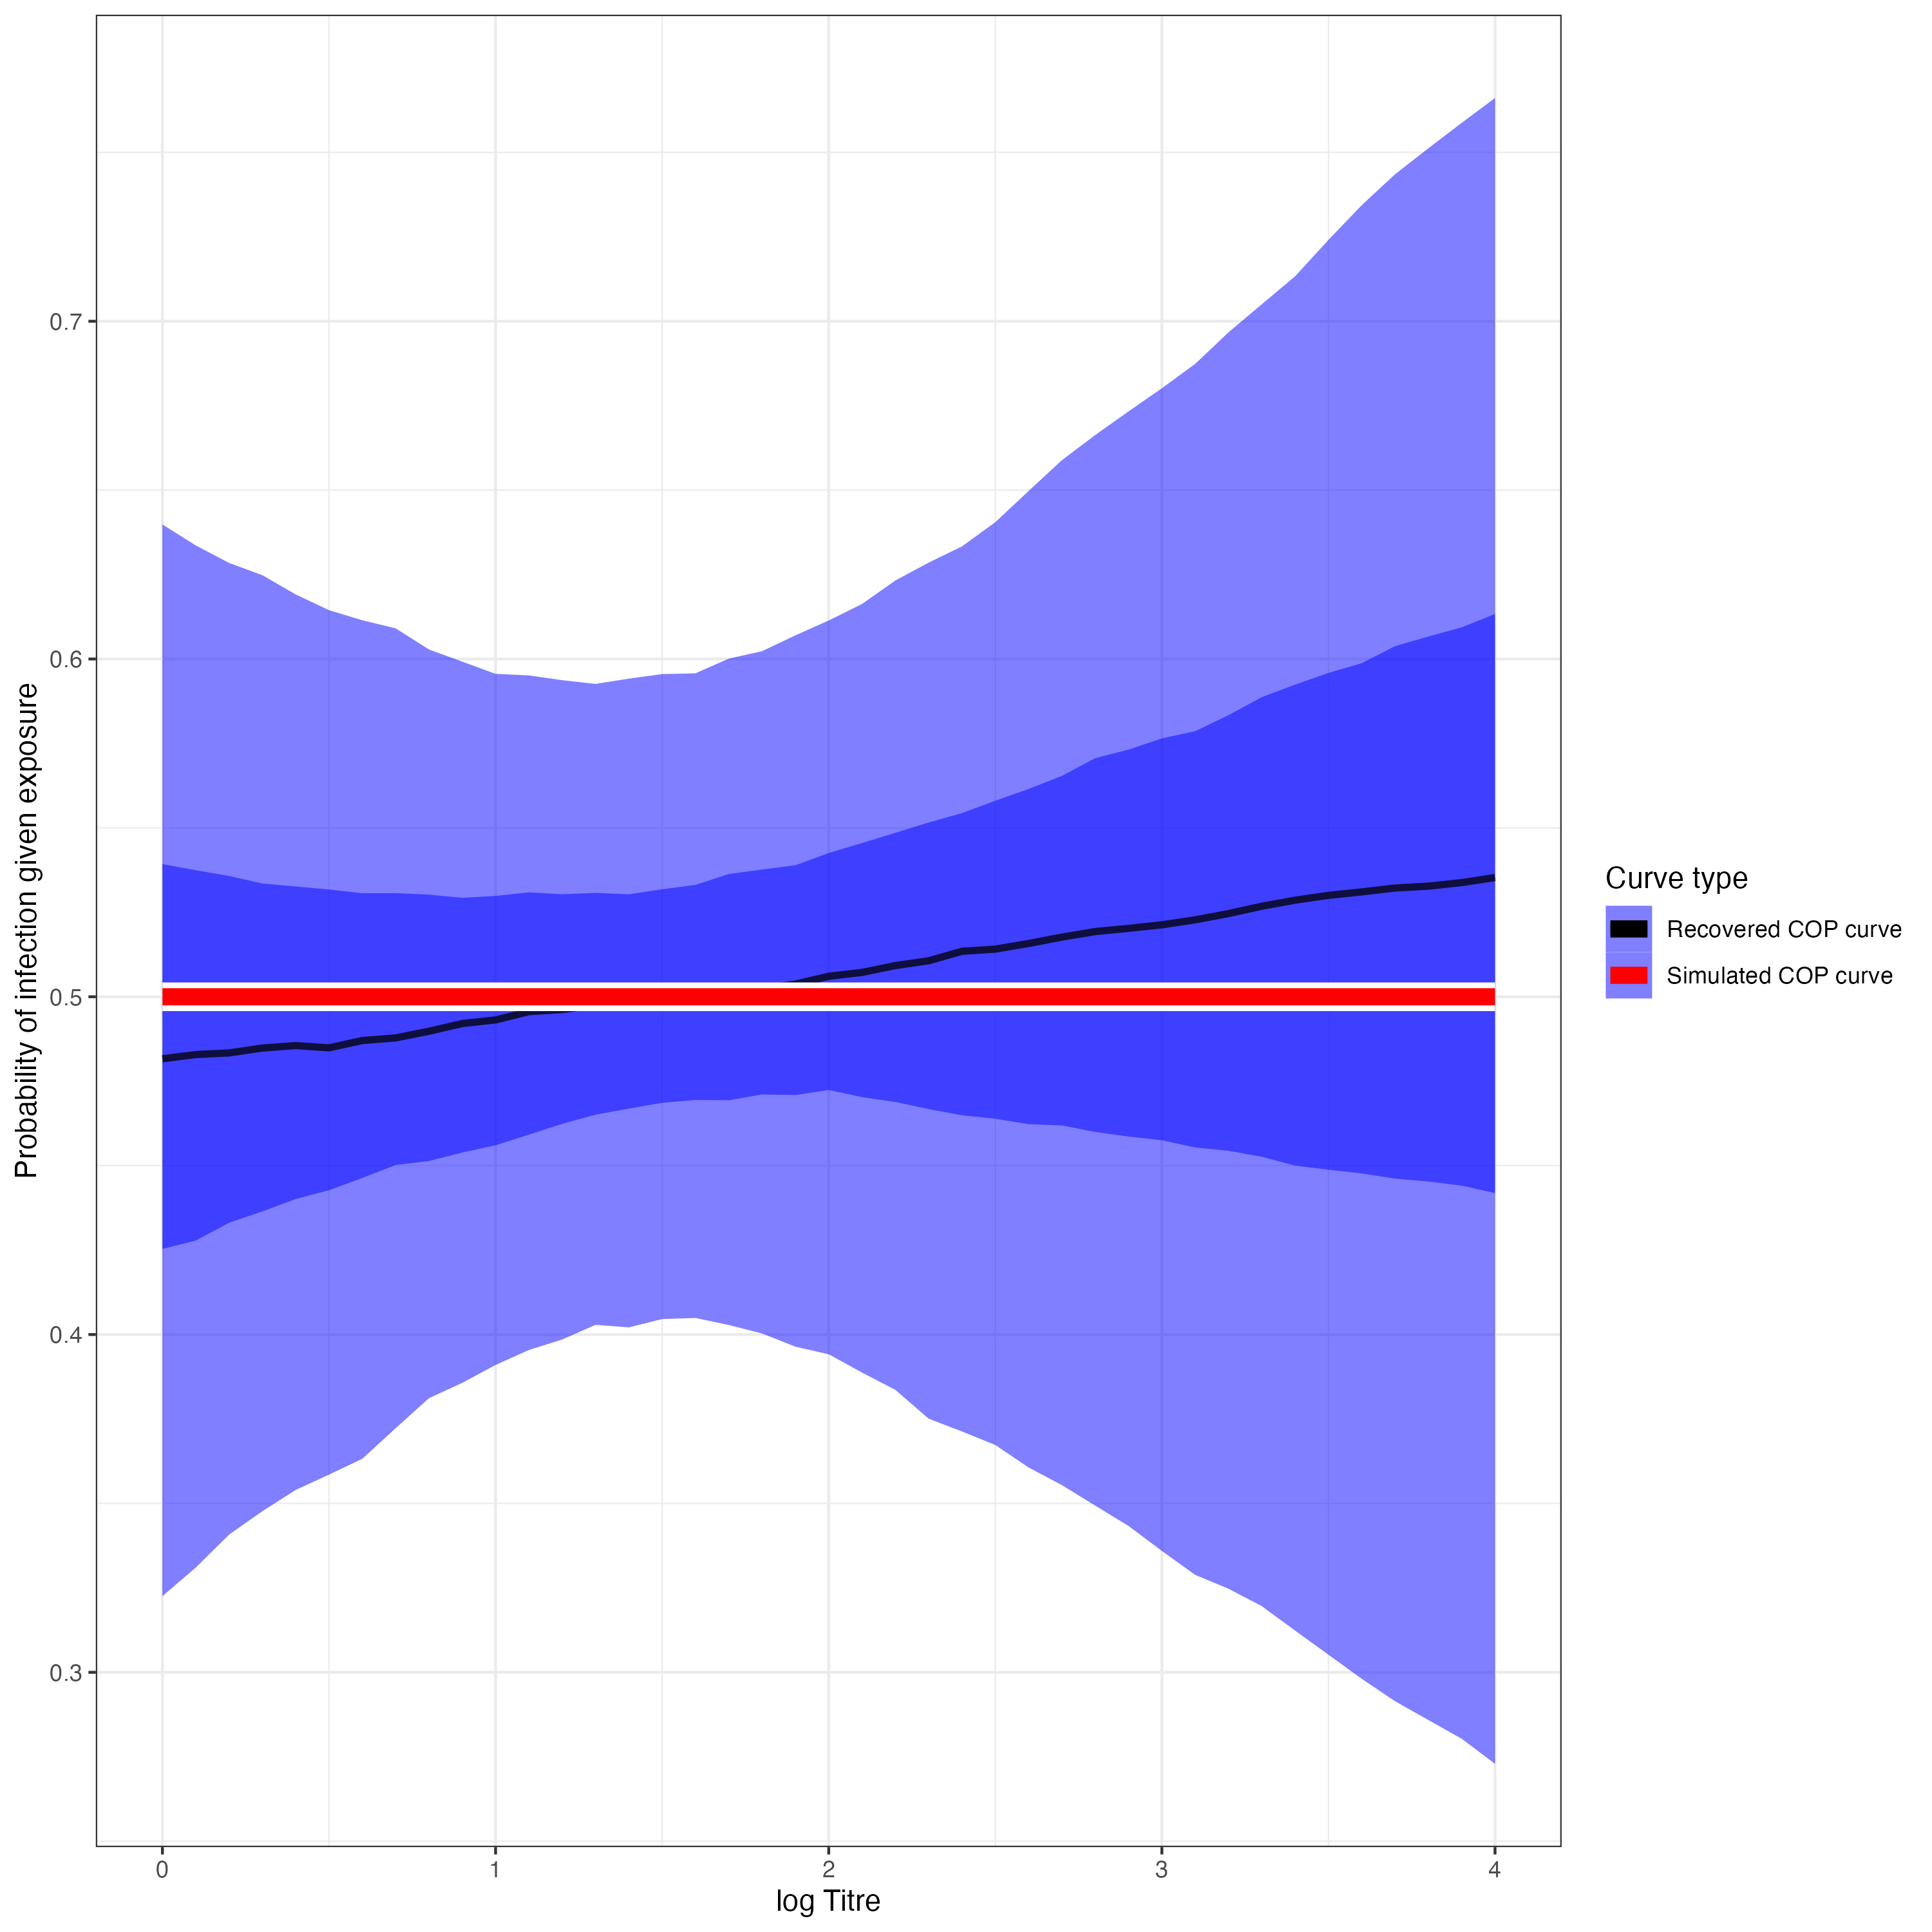 Probability of infection given exposure
0.7
0.6
0.5
0.4
0.3
0
1
2
3
4
log Titre
Curve type
Recovered COP curve
Simulated COP curve